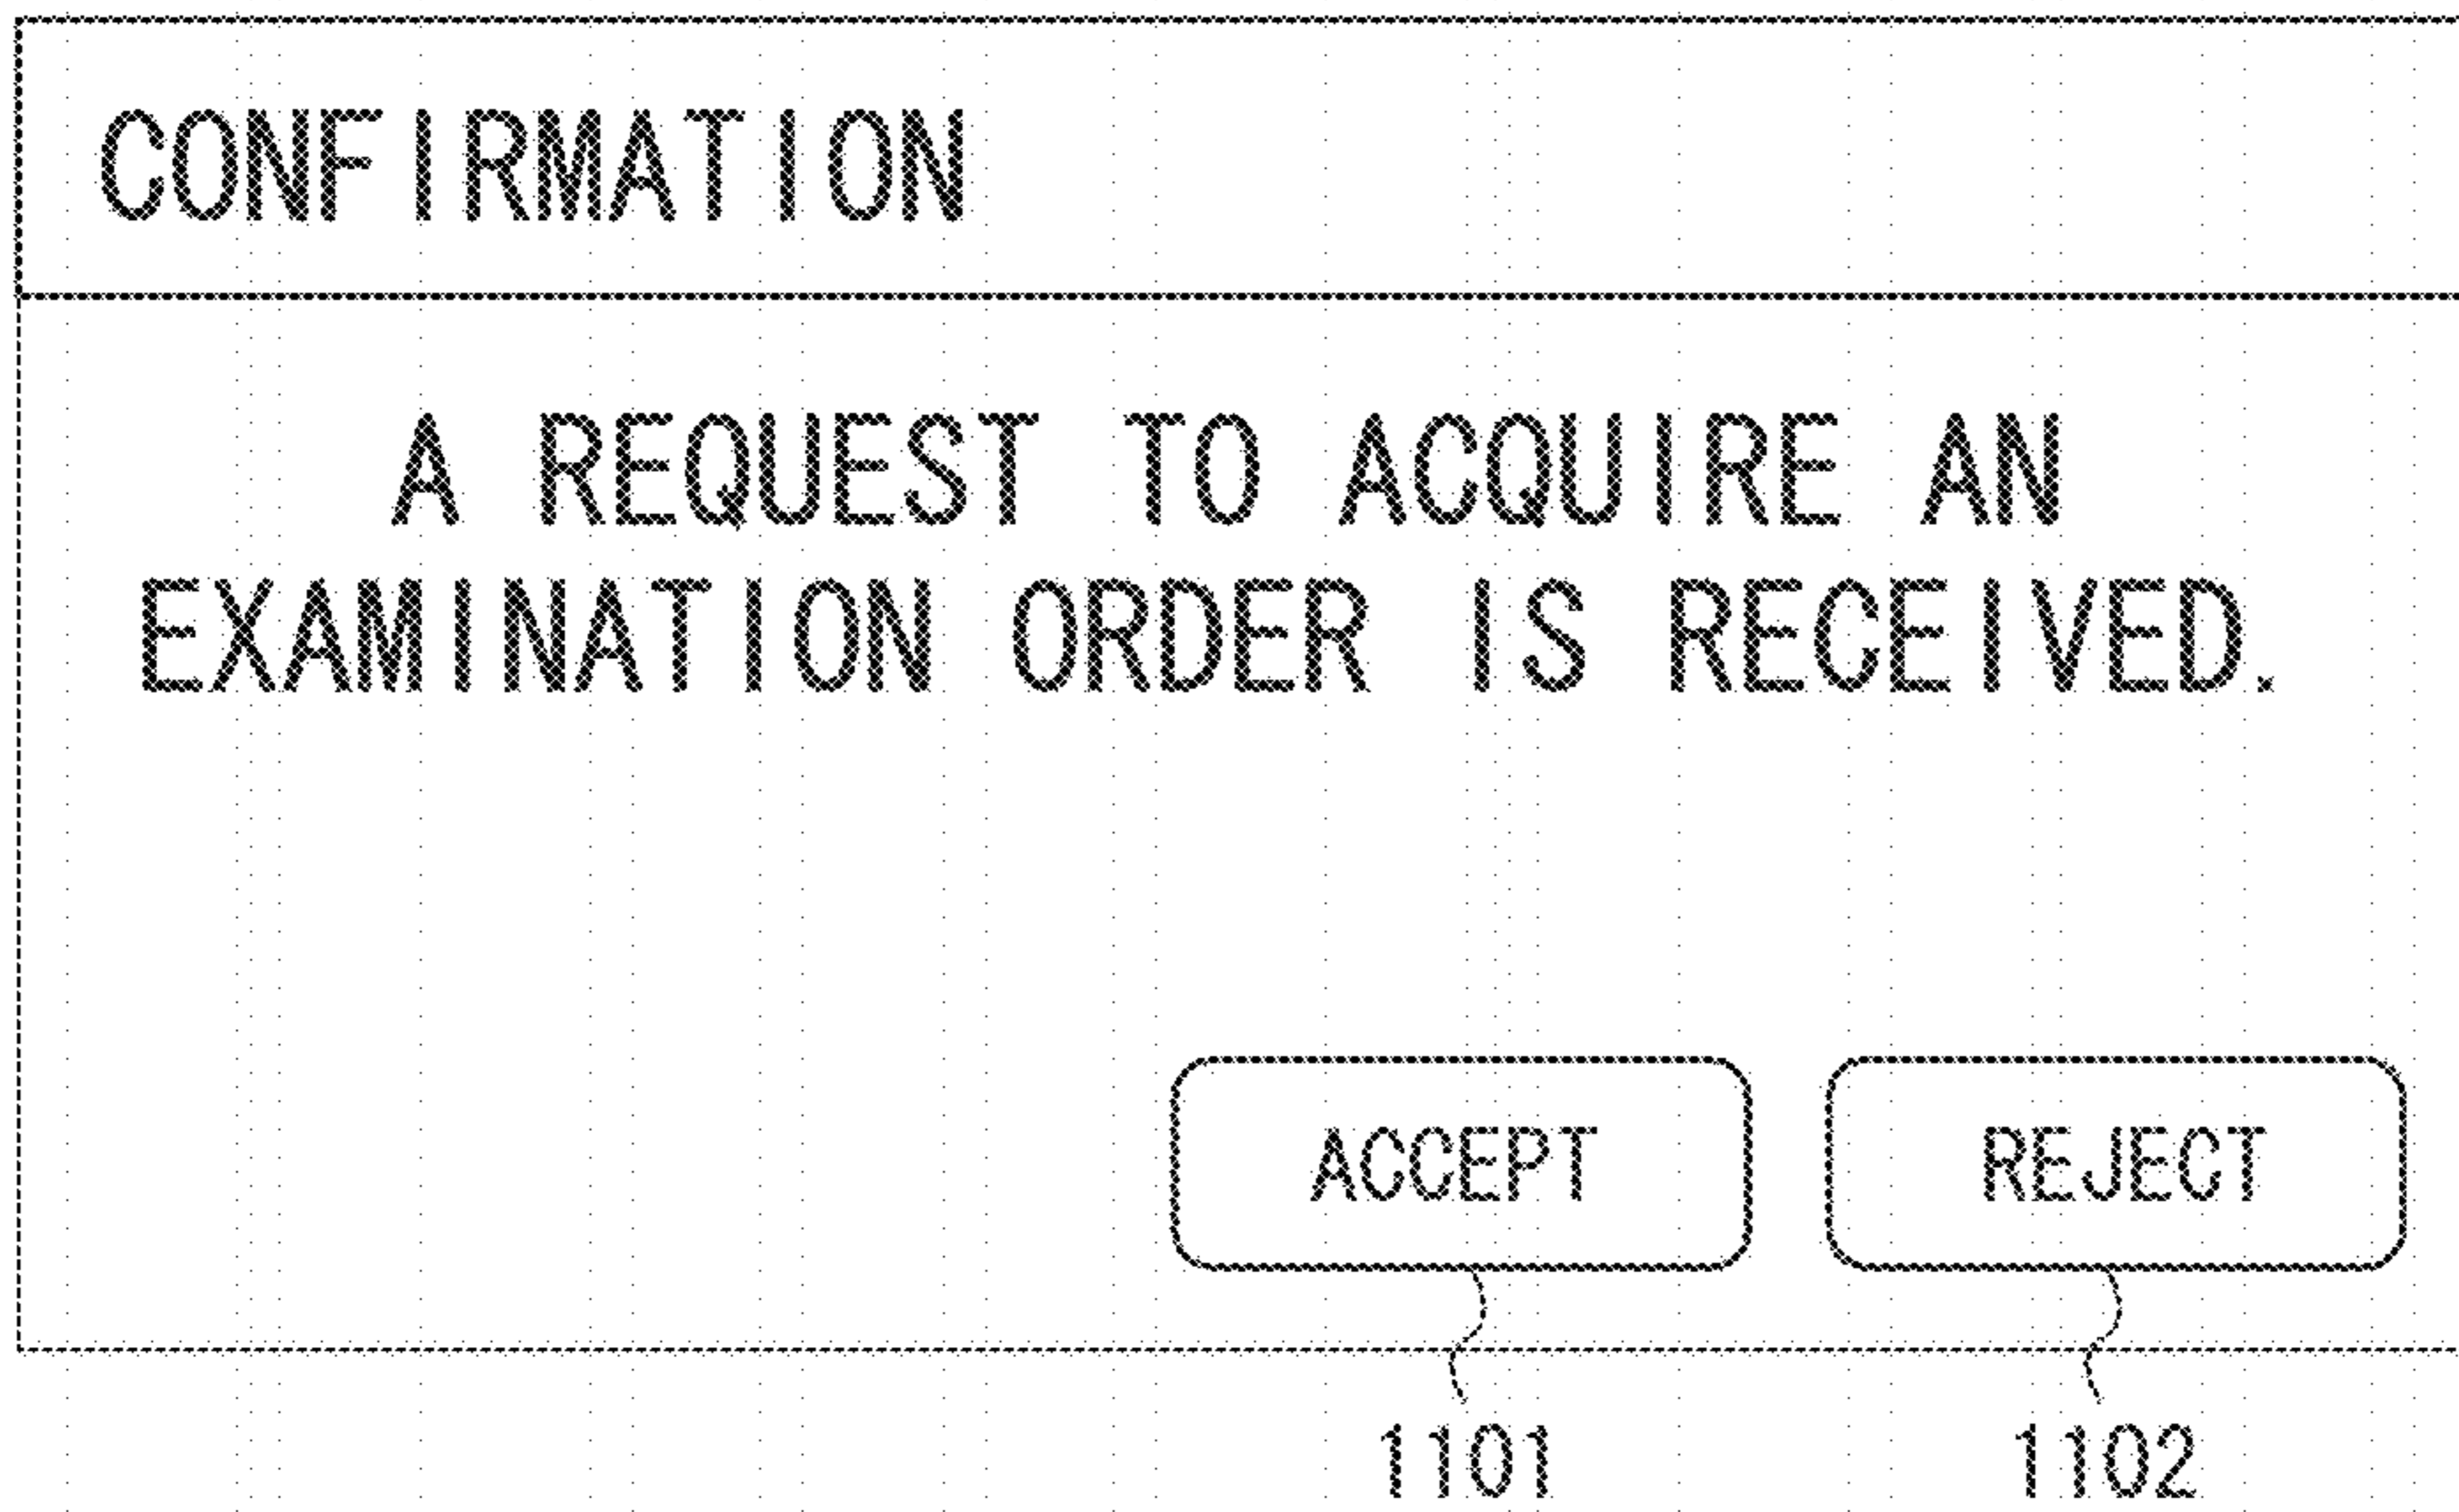 CONFIRMATION
A REQUEST TO ACQUIRE AN
EXAMINATION ORDER IS RECEIVED.
ACCEPT REJECT
1101 1102